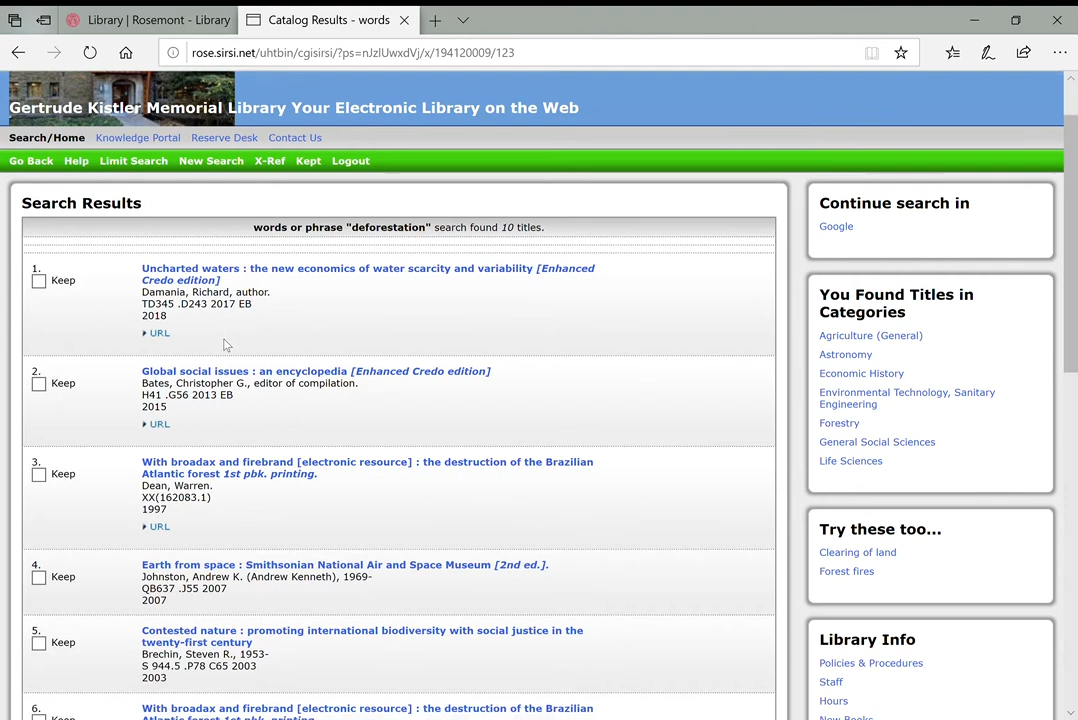 Library | Rosemont - Library
Catalog Results - words
rose.sirsi.net/uhtbin/cgisirsi/?ps=nJzlUwxdVj/x/194120009/123
Gertrude Kistler Memorial Library Your Electronic Library on the Web
Search/Home Knowledge Portal Reserve Desk Contact Us
Go Back Help Limit Search New Search X-Ref Kept Logout
Search Results
words or phrase "deforestation" search found 10 titles.
1.
Keep
Uncharted waters : the new economics of water scarcity and variability [Enhanced
Credo edition]
Damania, Richard, author.
TD345 .D243 2017 EB
2018
URL
2.
Keep
Global social issues : an encyclopedia [Enhanced Credo edition]
Bates, Christopher G., editor of compilation.
H41 .G56 2013 EB
2015
URL
3.
Keep
With broadax and firebrand [electronic resource] : the destruction of the Brazilian
Atlantic forest 1st pbk. printing.
Dean, Warren.
XX(162083.1)
1997
URL
4.
Keep
Earth from space : Smithsonian National Air and Space Museum [2nd ed.].
Johnston, Andrew K. (Andrew Kenneth), 1969-
QB637 .J55 2007
2007
5.
Keep
Contested nature : promoting international biodiversity with social justice in the
twenty-first century
Brechin, Steven R., 1953-
S 944.5 .P78 C65 2003
2003
6.
Keep
With broadax and firebrand [electronic resource] : the destruction of the Brazilian
Atlantic forest 1st pbk. printing.
Continue search in
Google
You Found Titles in
Categories
Agriculture (General)
Astronomy
Economic History
Environmental Technology, Sanitary
Engineering
Forestry
General Social Sciences
Life Sciences
Try these too...
Clearing of land
Forest fires
Library Info
Policies & Procedures
Staff
Hours
New Books